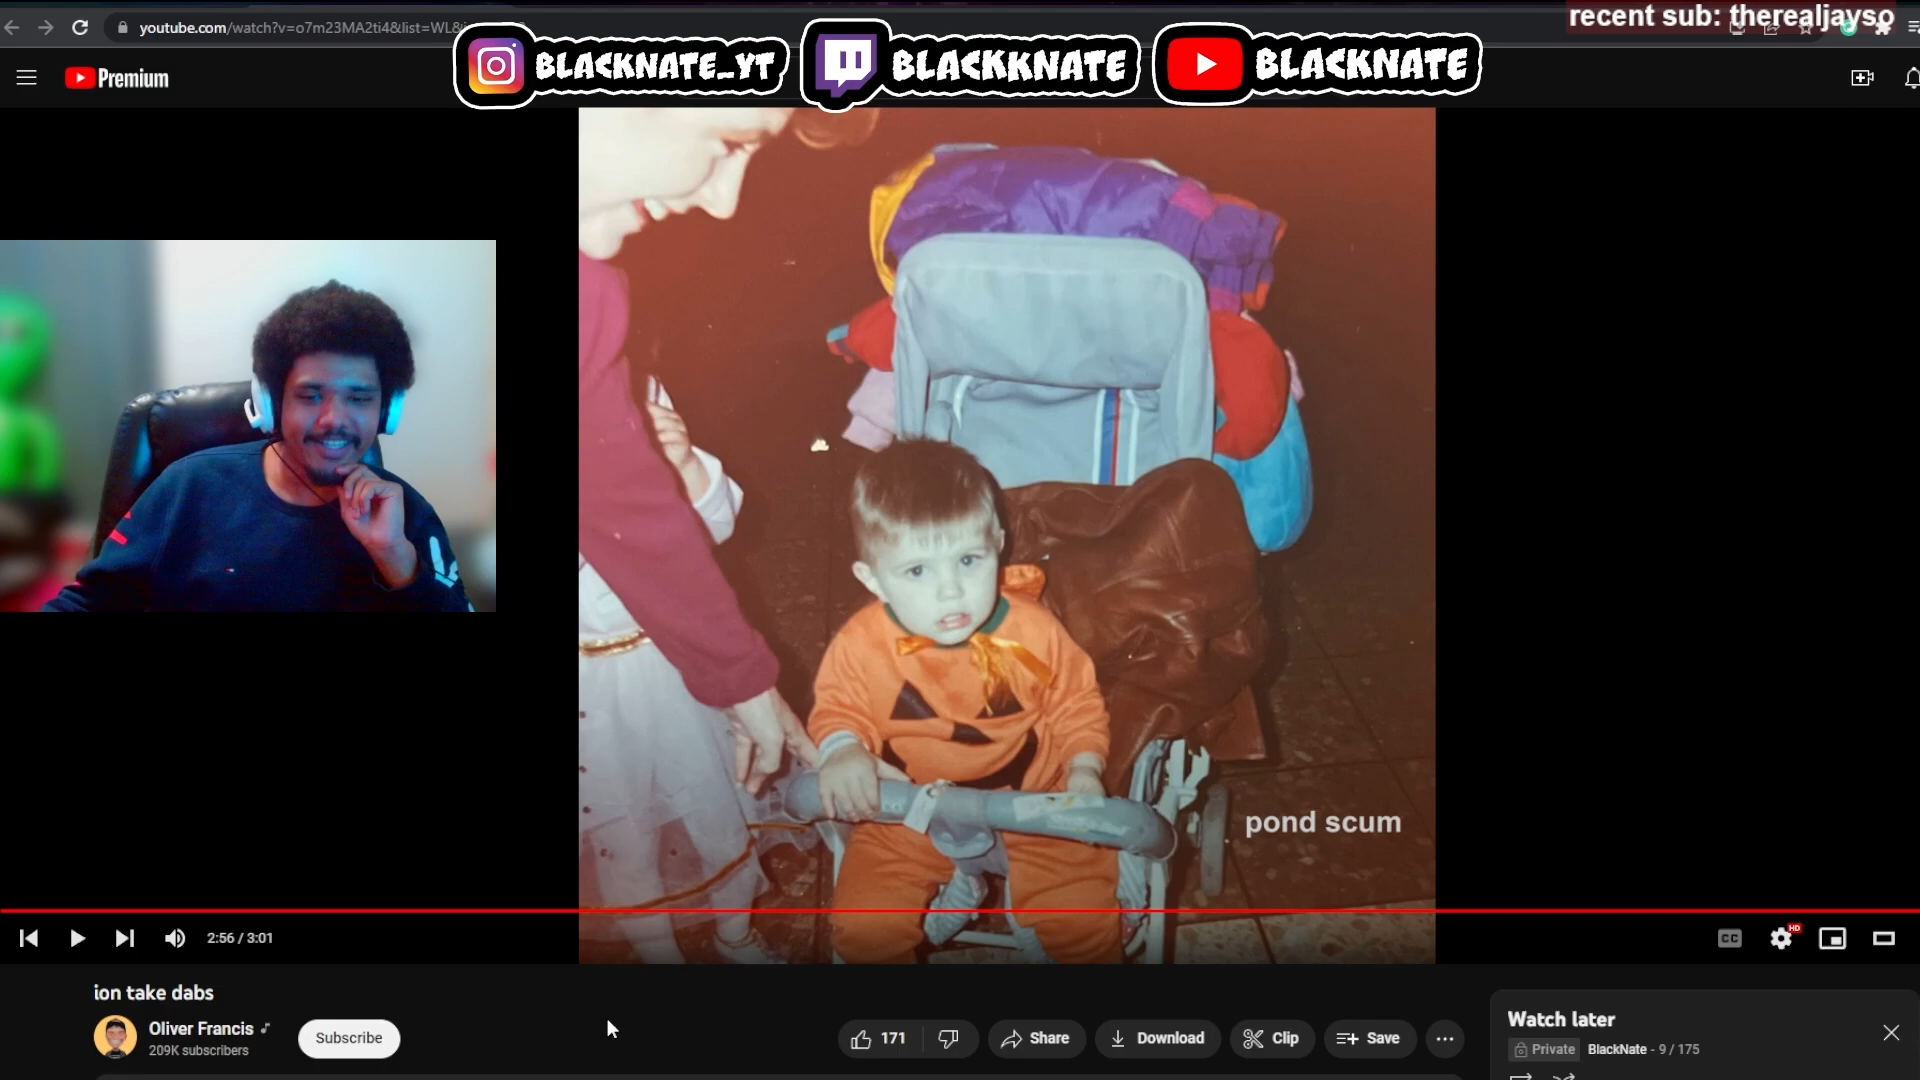 recent sub: therealjayso
youtube.com/watch?v=o7m23MA2ti4&list=WL&i
BLACKNATE_YT
BLACKKNATE
BLACKNATE
Premium
pond scum
2:56 / 3:01
CC
HD
ion take dabs
Oliver Francis
209K subscribers
Subscribe
171
Share
Download
Clip
Save
Watch later
Private
BlackNate - 9 / 175